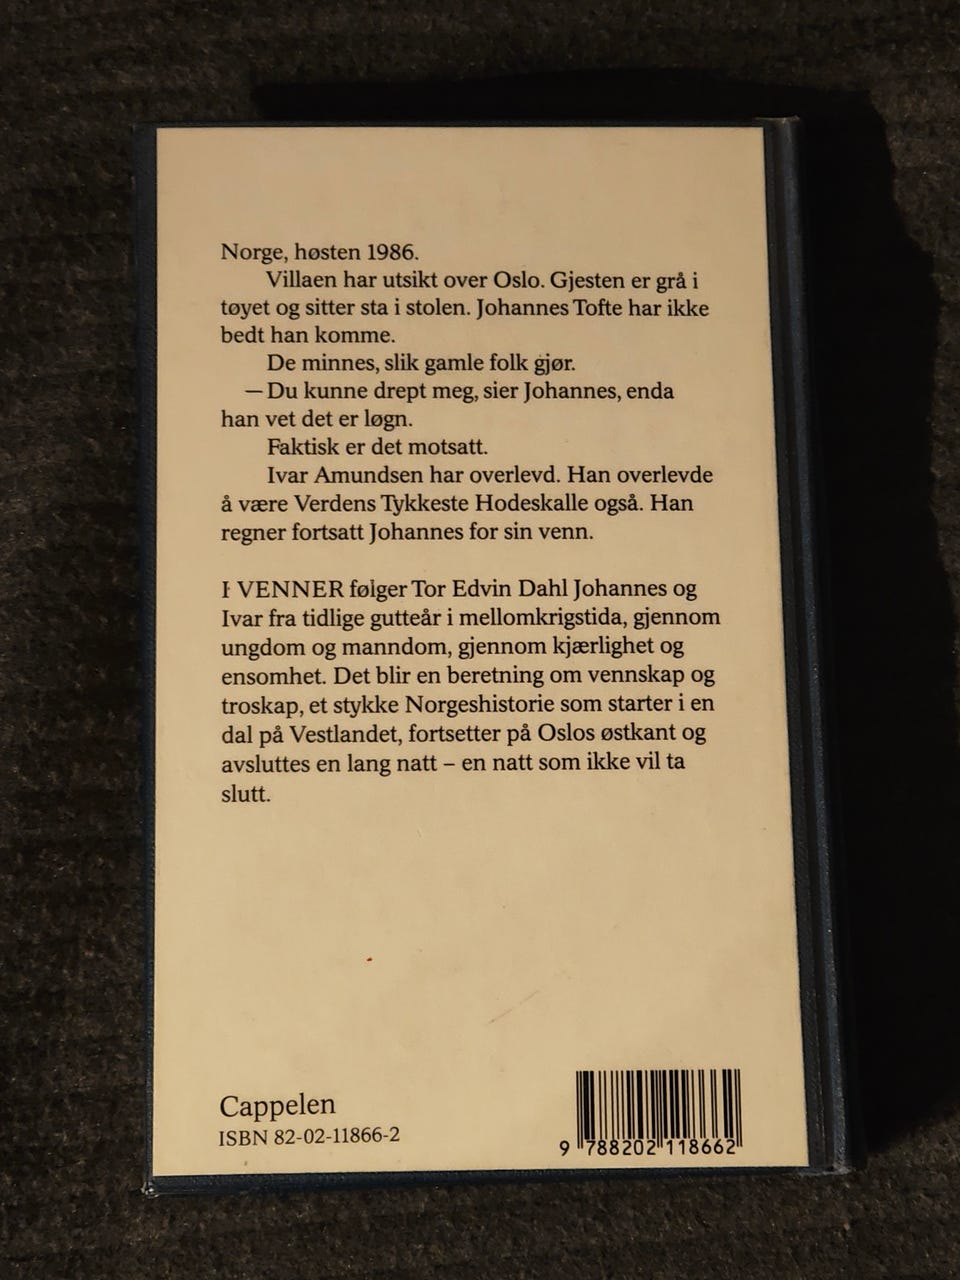 Norge, høsten 1986.
Villaen har utsikt over Oslo. Gjesten er grå i
tøyet og sitter sta i stolen. Johannes Tofte har ikke
bedt han komme.
De minnes, slik gamle folk gjør.
— Du kunne drept meg, sier Johannes, enda
han vet det er løgn.
Faktisk er det motsatt.
Ivar Amundsen har overlevd. Han overlevde
å være Verdens Tykkeste Hodeskalle også. Han
regner fortsatt Johannes for sin venn.
I VENNER følger Tor Edvin Dahl Johannes og
Ivar fra tidlige gutteår i mellomkrigstida, gjennom
ungdom og manndom, gjennom kjærlighet og
ensomhet. Det blir en beretning om vennskap og
troskap, et stykke Norgeshistorie som starter i en
dal på Vestlandet, fortsetter på Oslos østkant og
avsluttes en lang natt – en natt som ikke vil ta
slutt.
Cappelen
ISBN 82-02-11866-2
9 788202 118662